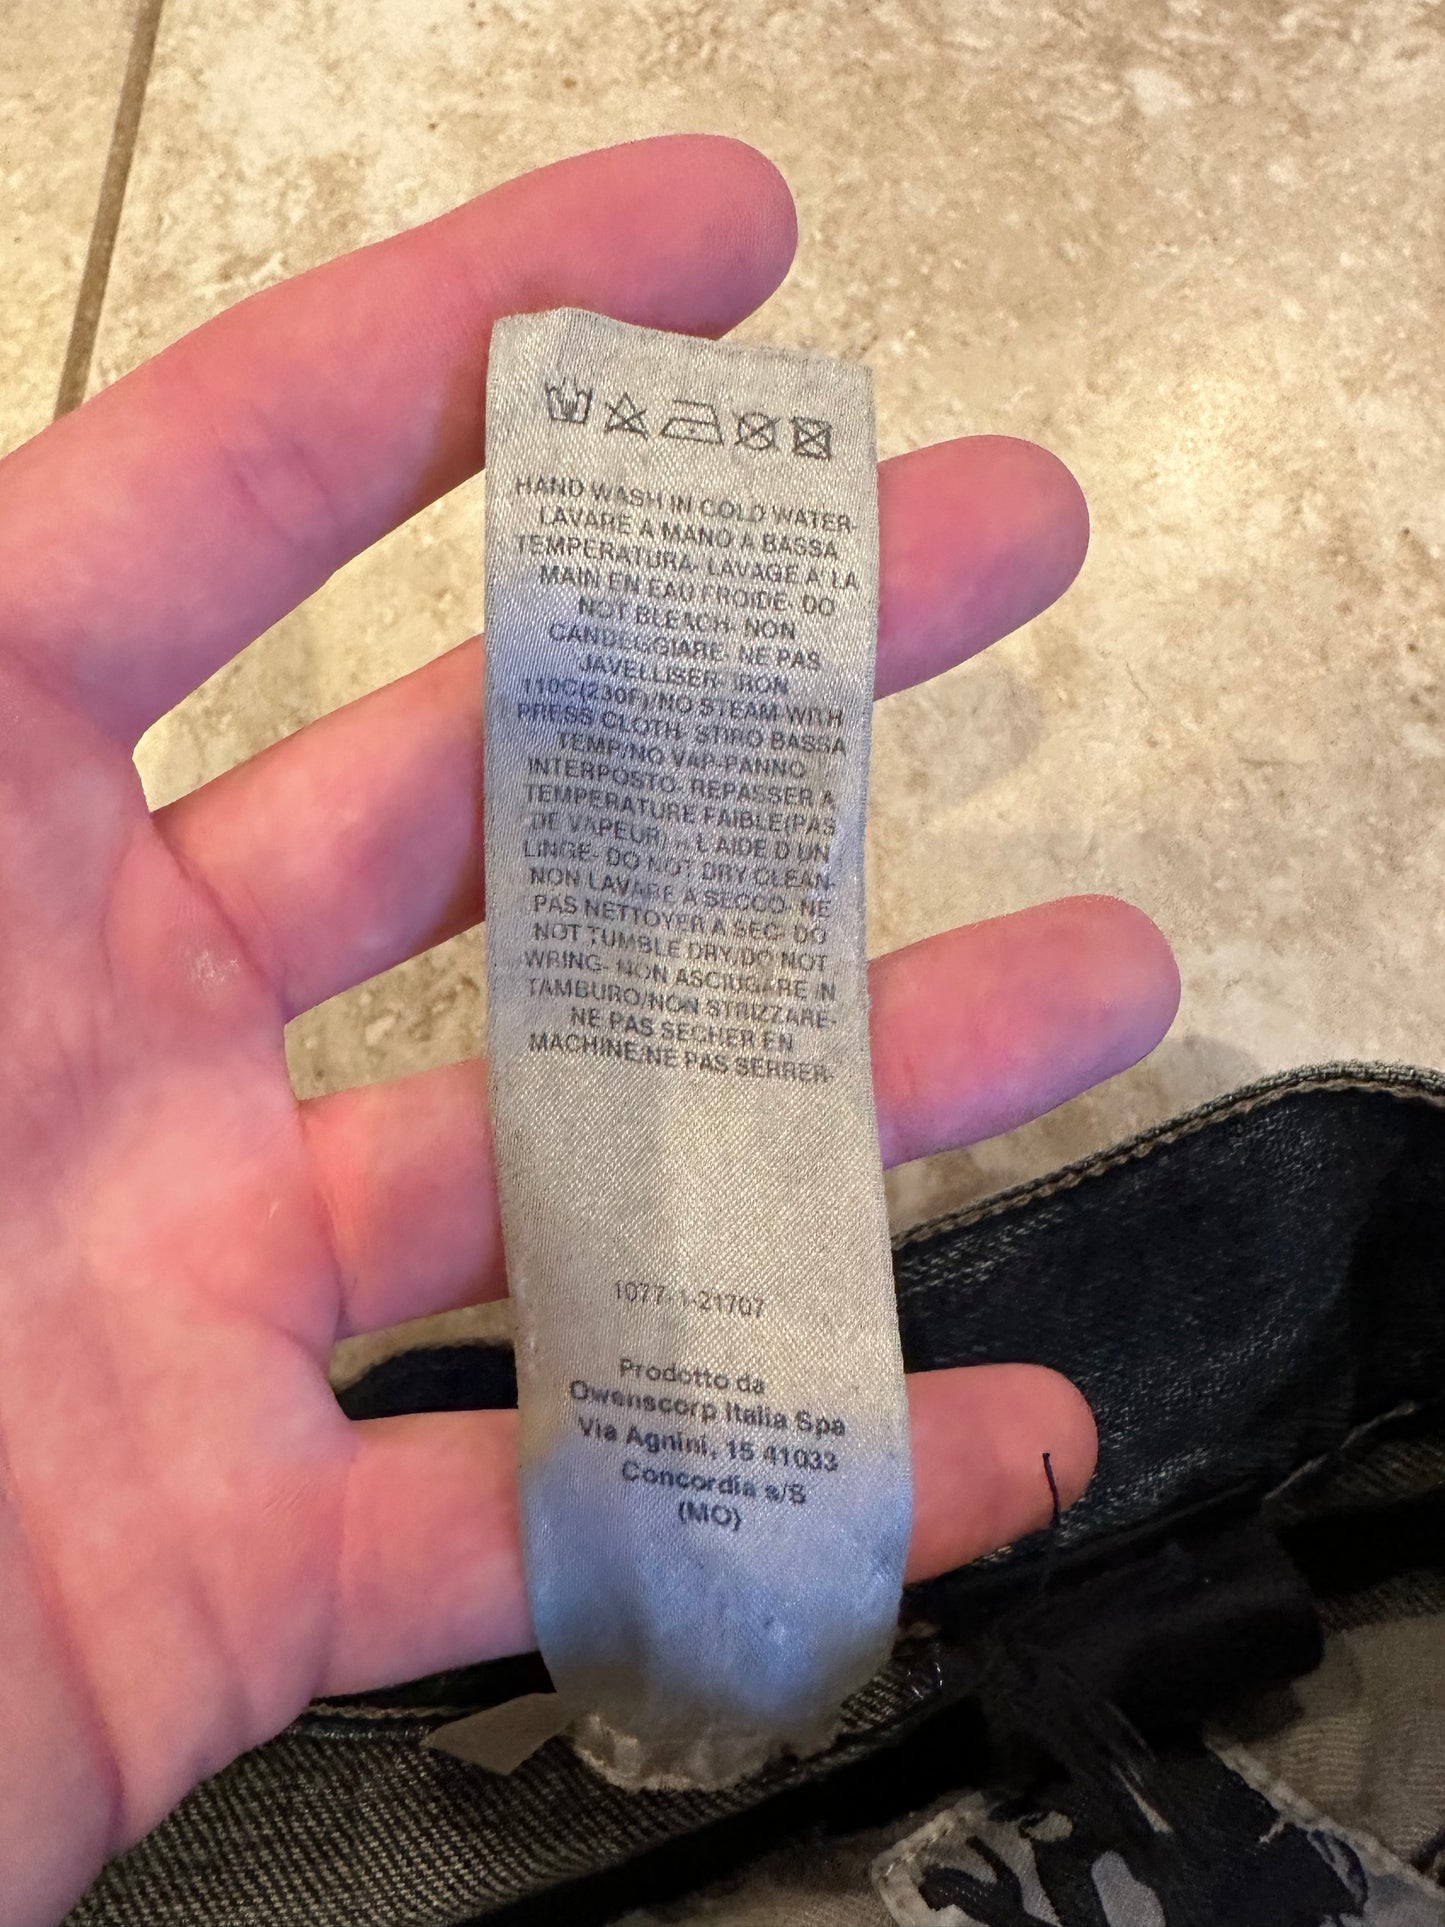 HAND WASH IN COLD WATER-
LAVARE A MANO A BASSA
TEMPERATURA- LAVAGE A LA
MAIN EN EAU FROIDE- DO
NOT BLEACH- NON
CANDEGGIARE- NE PAS
JAVELLISER- IRON
110C(230F)/NO STEAM-WITH
PRESS CLOTH- STIRO BASSA
TEMP/NO VAP-PANNO
INTERPOSTO- REPASSER A
TEMPERATURE FAIBLE(PAS
DE VAPEUR) - L AIDE D UN
LINGE- DO NOT DRY CLEAN-
NON LAVARE A SECCO- NE
PAS NETTOYER A SEC- DO
NOT TUMBLE DRY/DO NOT
WRING- NON ASCIUGARE IN
TAMBURO/NON STRIZZARE-
NE PAS SECHER EN
MACHINE/NE PAS SERRER-
1077-1-21707
Prodotto da
Owenscorp Italia Spa
Via Agnini, 15 41033
Concordia s/S
(MO)